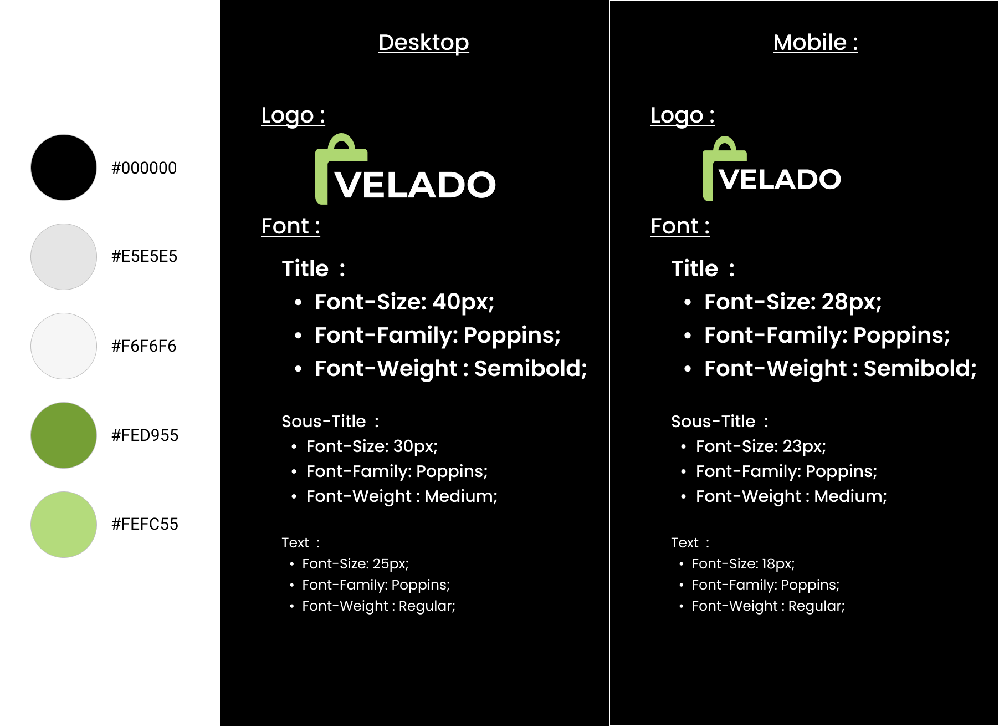 #000000
#E5E5E5
#F6F6F6
#FED955
#FEFC55
Desktop
Logo :
VELADO
Font :
Title :
• Font-Size: 40px;
• Font-Family: Poppins;
• Font-Weight : Semibold;
Sous-Title :
• Font-Size: 30px;
• Font-Family: Poppins;
• Font-Weight : Medium;
Text :
• Font-Size: 25px;
• Font-Family: Poppins;
• Font-Weight : Regular;
Mobile :
Logo :
VELADO
Font :
Title :
• Font-Size: 28px;
• Font-Family: Poppins;
• Font-Weight : Semibold;
Sous-Title :
• Font-Size: 23px;
• Font-Family: Poppins;
• Font-Weight : Medium;
Text :
• Font-Size: 18px;
• Font-Family: Poppins;
• Font-Weight : Regular;